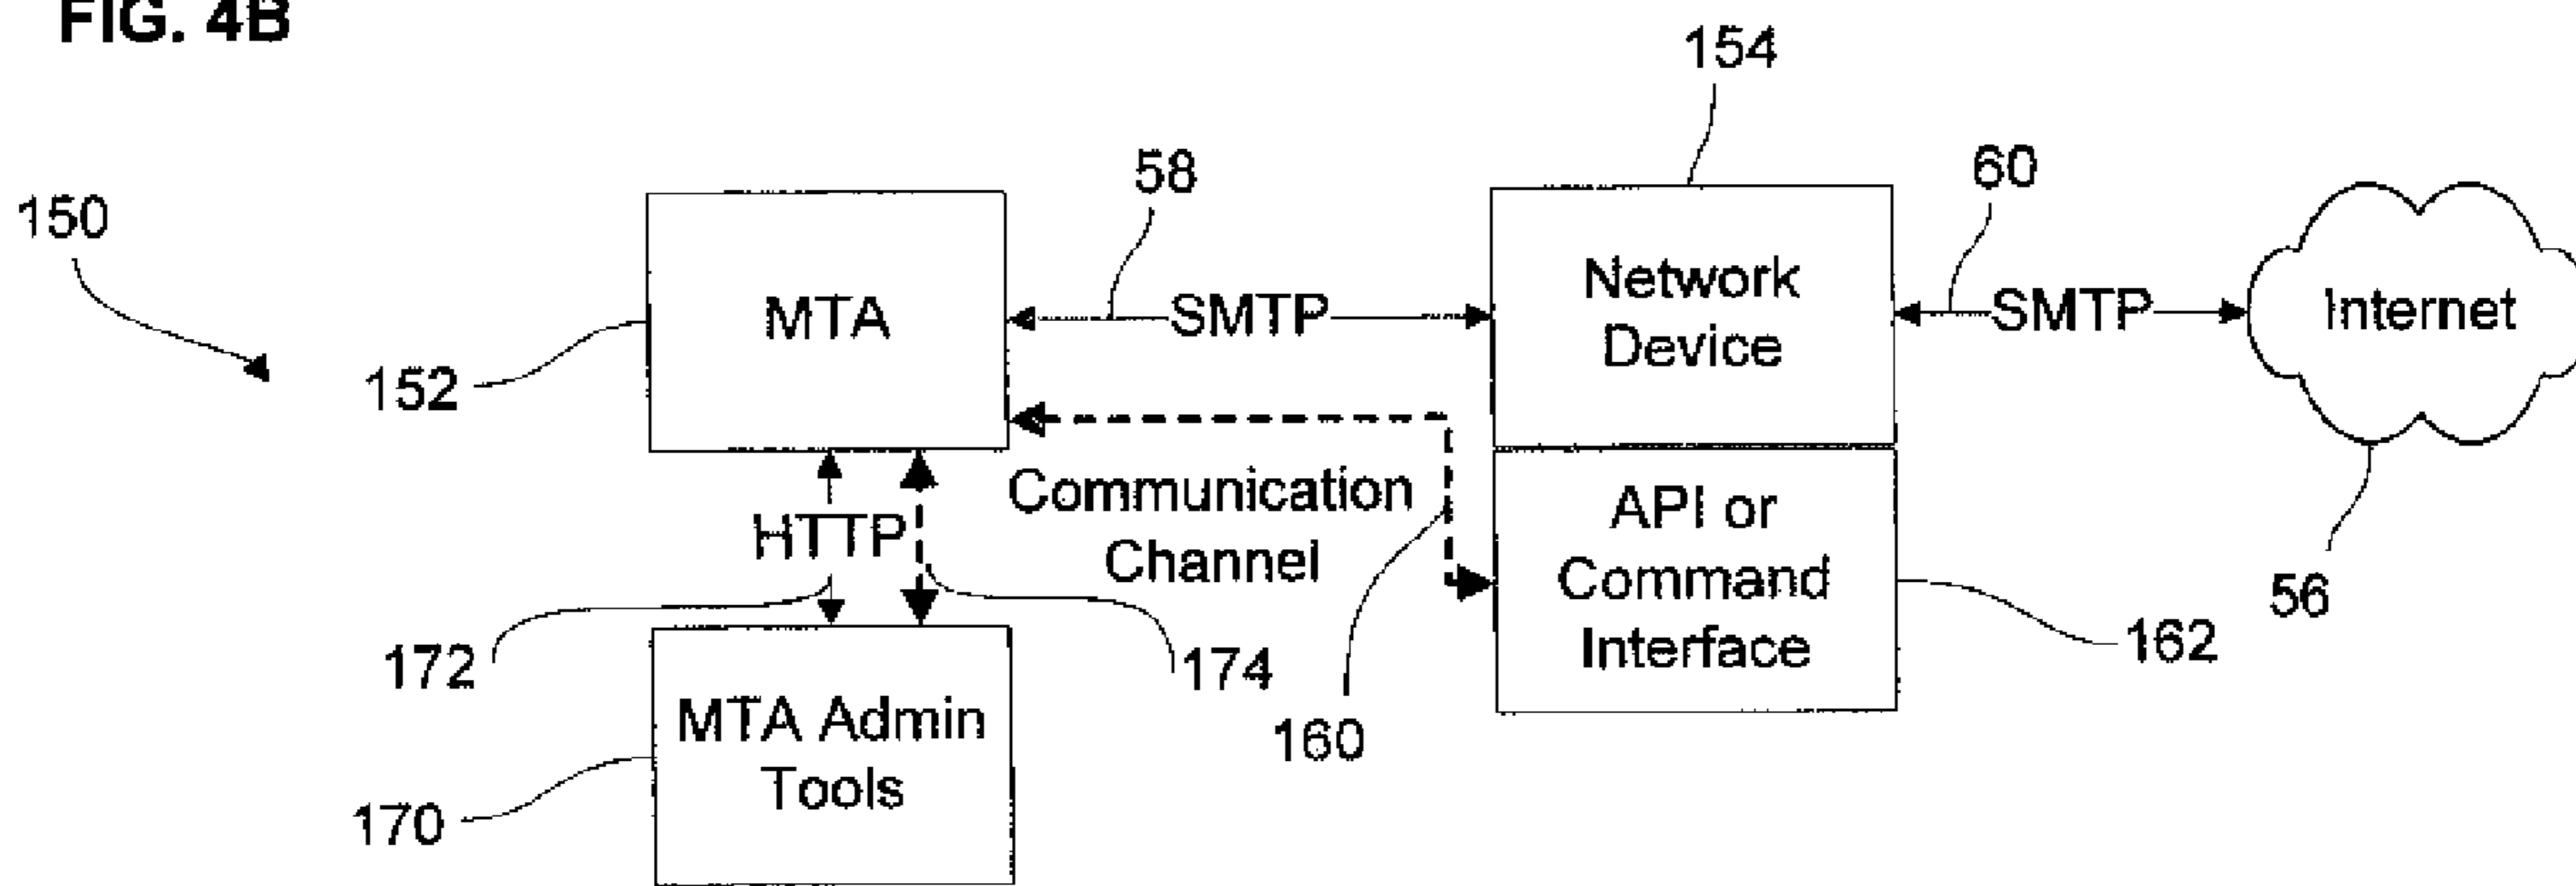 FIG. 4B
154
58
60
150
MTA
SMTP
Network
Device
SMTP
Internet
152
Communication
Channel
HTTP
API or
Command
Interface
56
172
174
160
162
MTA Admin
Tools
170